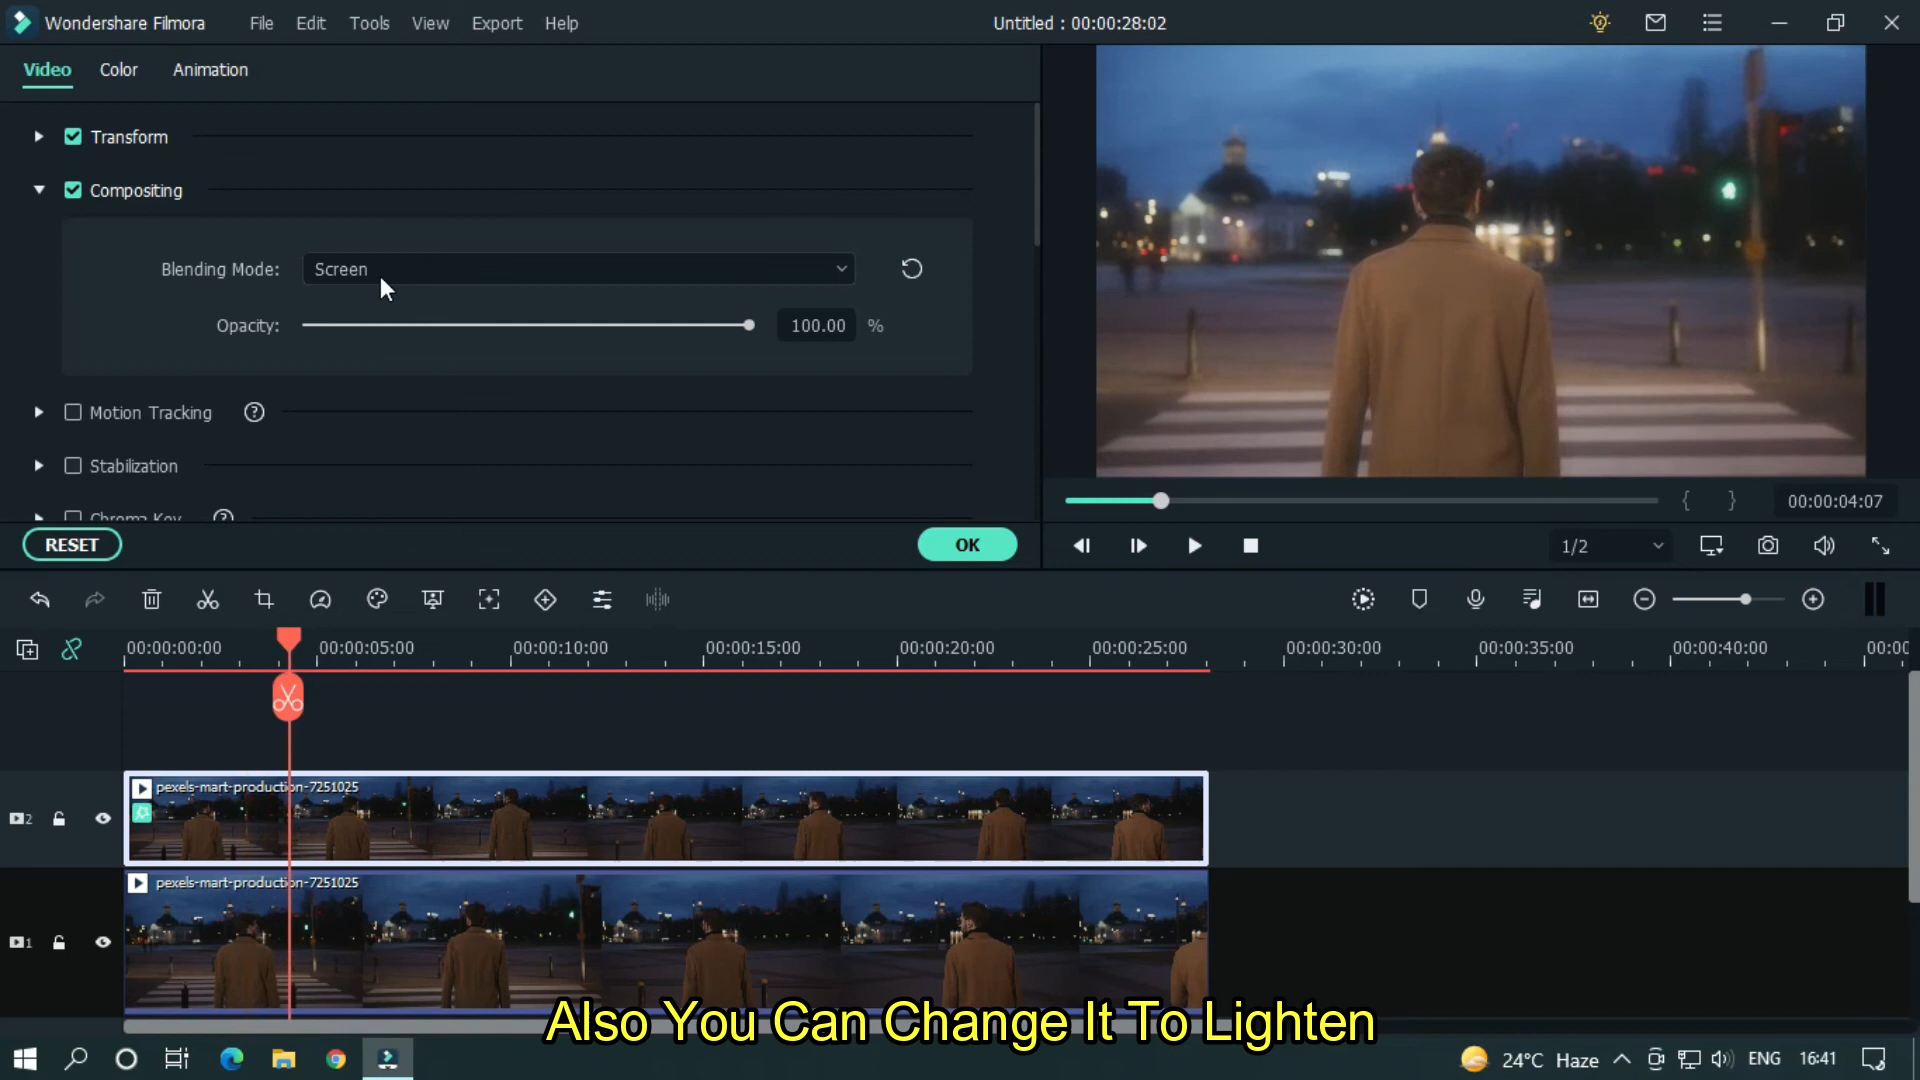 Wondershare Filmora
File
Edit
Tools
View
Export
Help
Untitled : 00:00:28:02
Video
Color
Animation
Transform
Compositing
Blending Mode:
Screen
Opacity:
100.00
%
Motion Tracking
Stabilization
Chroma Key
RESET
OK
00:00:04:07
1/2
00:00:00:00
00:00:05:00
00:00:10:00
00:00:15:00
00:00:20:00
00:00:25:00
00:00:30:00
00:00:35:00
00:00:40:00
2
pexels-mart-production-7251025
1
pexels-mart-production-7251025
Also You Can Change It To Lighten
24°C Haze
ENG
16:41